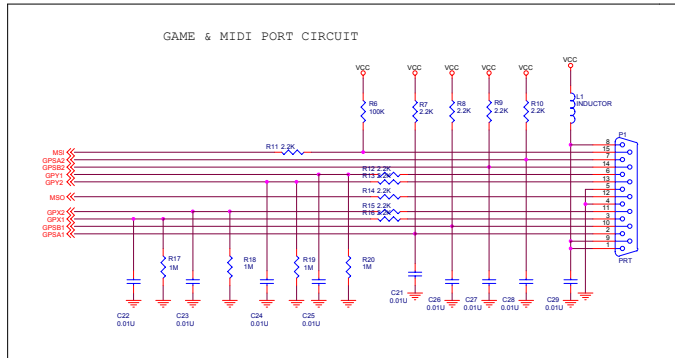 GAME & MIDI PORT CIRCUIT
VCC VCC VCC VCC VCC VCC
R6 100K
R7 2.2K
R8 2.2K
R9 2.2K
R10 2.2K
L1 INDUCTOR
P1
MSI R11 2.2K 8
15
GPSA2 7
GPSB2 14
GPY1 R12 2.2K 6
GPY2 R13 2.2K 13
5
MSO R14 2.2K 12
4
GPX2 R15 2.2K 11
GPX1 R16 2.2K 3
GPSB1 10
GPSA1 2
9
1
PRT
R17 1M
R18 1M
R19 1M
R20 1M
C22 0.01U
C23 0.01U
C24 0.01U
C25 0.01U
C21 0.01U
C26 0.01U
C27 0.01U
C28 0.01U
C29 0.01U